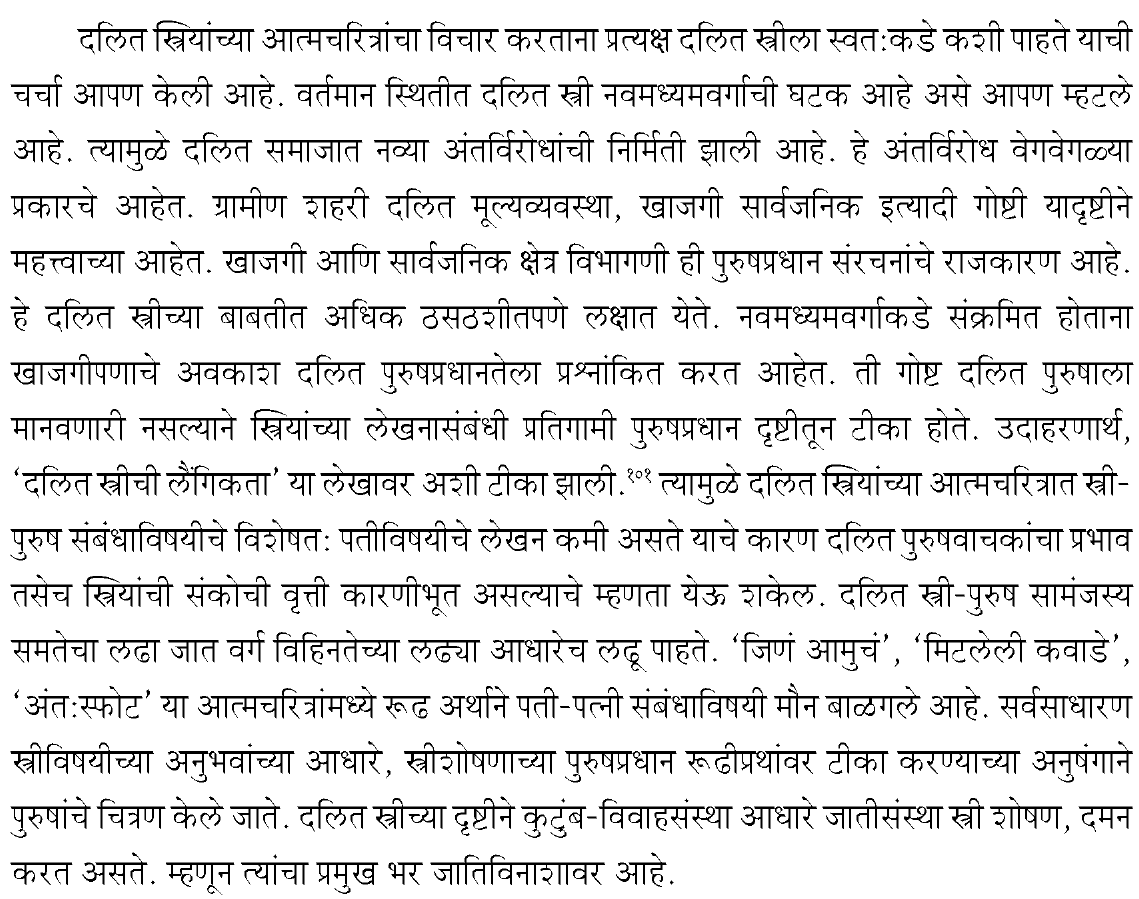 दलित स्त्रियांच्या आत्मचरित्रांचा विचार करताना प्रत्यक्ष दलित स्त्रीला स्वत:कडे कशी पाहते याची
चर्चा आपण केली आहे. वर्तमान स्थितीत दलित स्त्री नवमध्यमवर्गाची घटक आहे असे आपण म्हटले
आहे. त्यामुळे दलित समाजात नव्या अंतर्विरोधांची निर्मिती झाली आहे. हे अंतर्विरोध वेगवेगळ्या
प्रकारचे आहेत. ग्रामीण शहरी दलित मूल्यव्यवस्था, खाजगी सार्वजनिक इत्यादी गोष्टी यादृष्टीने
महत्त्वाच्या आहेत. खाजगी आणि सार्वजनिक क्षेत्र विभागणी ही पुरुषप्रधान संरचनांचे राजकारण आहे.
हे दलित स्त्रीच्या बाबतीत अधिक ठसठशीतपणे लक्षात येते. नवमध्यमवर्गाकडे संक्रमित होताना
खाजगीपणाचे अवकाश दलित पुरुषप्रधानतेला प्रश्नांकित करत आहेत. ती गोष्ट दलित पुरुषाला
मानवणारी नसल्याने स्त्रियांच्या लेखनासंबंधी प्रतिगामी पुरुषप्रधान दृष्टीतून टीका होते. उदाहरणार्थ,
‘दलित स्त्रीची लैंगिकता’ या लेखावर अशी टीका झाली.१०१ त्यामुळे दलित स्त्रियांच्या आत्मचरित्रात स्त्री-
पुरुष संबंधाविषयीचे विशेषत: पतीविषयीचे लेखन कमी असते याचे कारण दलित पुरुषवाचकांचा प्रभाव
तसेच स्त्रियांची संकोची वृत्ती कारणीभूत असल्याचे म्हणता येऊ शकेल. दलित स्त्री-पुरुष सामंजस्य
समतेचा लढा जात वर्ग विहिनतेच्या लढ्या आधारेच लढू पाहते. ‘जिणं आमुचं’, ‘मिटलेली कवाडे’,
‘अंत:स्फोट’ या आत्मचरित्रांमध्ये रूढ अर्थाने पती-पत्नी संबंधाविषयी मौन बाळगले आहे. सर्वसाधारण
स्त्रीविषयीच्या अनुभवांच्या आधारे, स्त्रीशोषणाच्या पुरुषप्रधान रूढीप्रथांवर टीका करण्याच्या अनुषंगाने
पुरुषांचे चित्रण केले जाते. दलित स्त्रीच्या दृष्टीने कुटुंब-विवाहसंस्था आधारे जातीसंस्था स्त्री शोषण, दमन
करत असते. म्हणून त्यांचा प्रमुख भर जातिविनाशावर आहे.